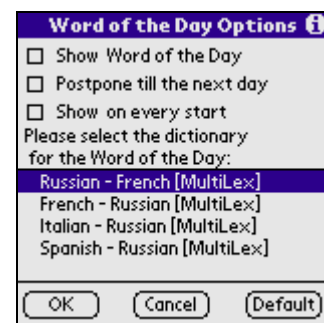 Word of the Day Options
Show Word of the Day
Postpone till the next day
Show on every start
Please select the dictionary
for the Word of the Day:
Russian - French [MultiLex]
French - Russian [MultiLex]
Italian - Russian [MultiLex]
Spanish - Russian [MultiLex]
OK Cancel Default